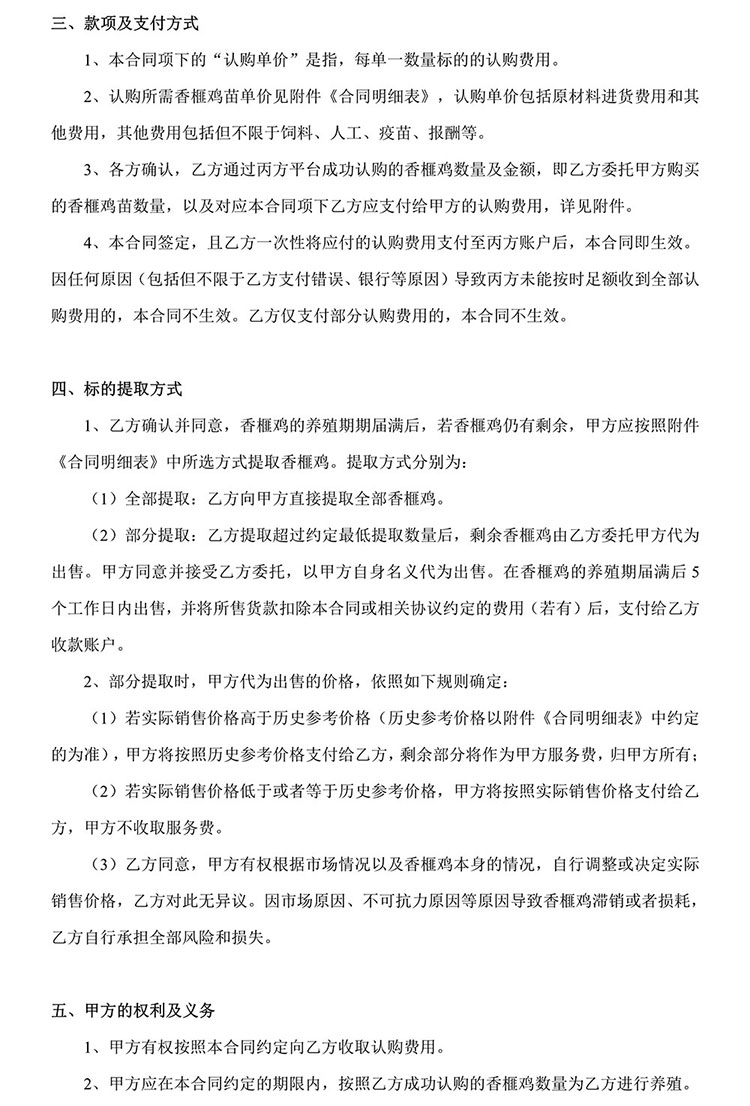 三、款项及支付方式
1、本合同项下的“认购单价”是指，每单一数量标的的认购费用。
2、认购所需香榧鸡苗单价见附件《合同明细表》，认购单价包括原材料进货费用和其
他费用，其他费用包括但不限于饲料、人工、疫苗、报酬等。
3、各方确认，乙方通过丙方平台成功认购的香榧鸡数量及金额，即乙方委托甲方购买
的香榧鸡苗数量，以及对应本合同项下乙方应支付给甲方的认购费用，详见附件。
4、本合同签定，且乙方一次性将应付的认购费用支付至丙方账户后，本合同即生效。
因任何原因（包括但不限于乙方支付错误、银行等原因）导致丙方未能按时足额收到全部认
购费用的，本合同不生效。乙方仅支付部分认购费用的，本合同不生效。
四、标的提取方式
1、乙方确认并同意，香榧鸡的养殖期期届满后，若香榧鸡仍有剩余，甲方应按照附件
《合同明细表》中所选方式提取香榧鸡。提取方式分别为：
（1）全部提取：乙方向甲方直接提取全部香榧鸡。
（2）部分提取：乙方提取超过约定最低提取数量后，剩余香榧鸡由乙方委托甲方代为
出售。甲方同意并接受乙方委托，以甲方自身名义代为出售。在香榧鸡的养殖期届满后 5
个工作日内出售，并将所售货款扣除本合同或相关协议约定的费用（若有）后，支付给乙方
收款账户。
2、部分提取时，甲方代为出售的价格，依照如下规则确定：
（1）若实际销售价格高于历史参考价格（历史参考价格以附件《合同明细表》中约定
的为准），甲方将按照历史参考价格支付给乙方，剩余部分将作为甲方服务费，归甲方所有；
（2）若实际销售价格低于或者等于历史参考价格，甲方将按照实际销售价格支付给乙
方，甲方不收取服务费。
（3）乙方同意，甲方有权根据市场情况以及香榧鸡本身的情况，自行调整或决定实际
销售价格，乙方对此无异议。因市场原因、不可抗力原因等原因导致香榧鸡滞销或者损耗，
乙方自行承担全部风险和损失。
五、甲方的权利及义务
1、甲方有权按照本合同约定向乙方收取认购费用。
2、甲方应在本合同约定的期限内，按照乙方成功认购的香榧鸡数量为乙方进行养殖。